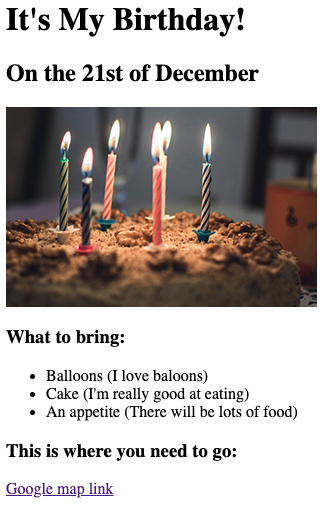 It's My Birthday!
On the 21st of December
What to bring:
Balloons (I love baloons)
Cake (I'm really good at eating)
An appetite (There will be lots of food)
This is where you need to go:
Google map link